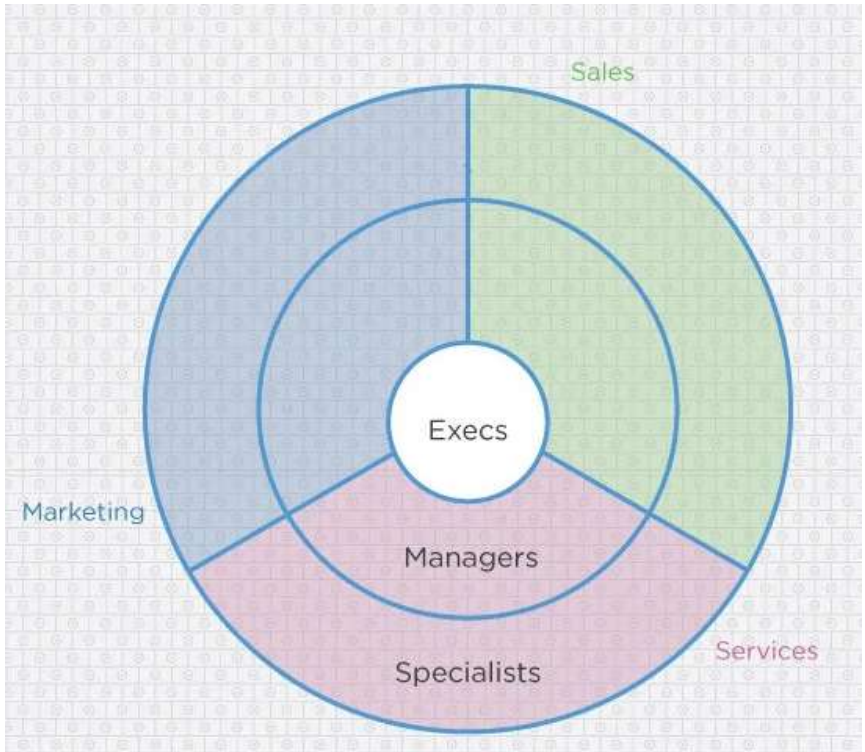 Sales
Execs
Marketing
Managers
Services
Specialists